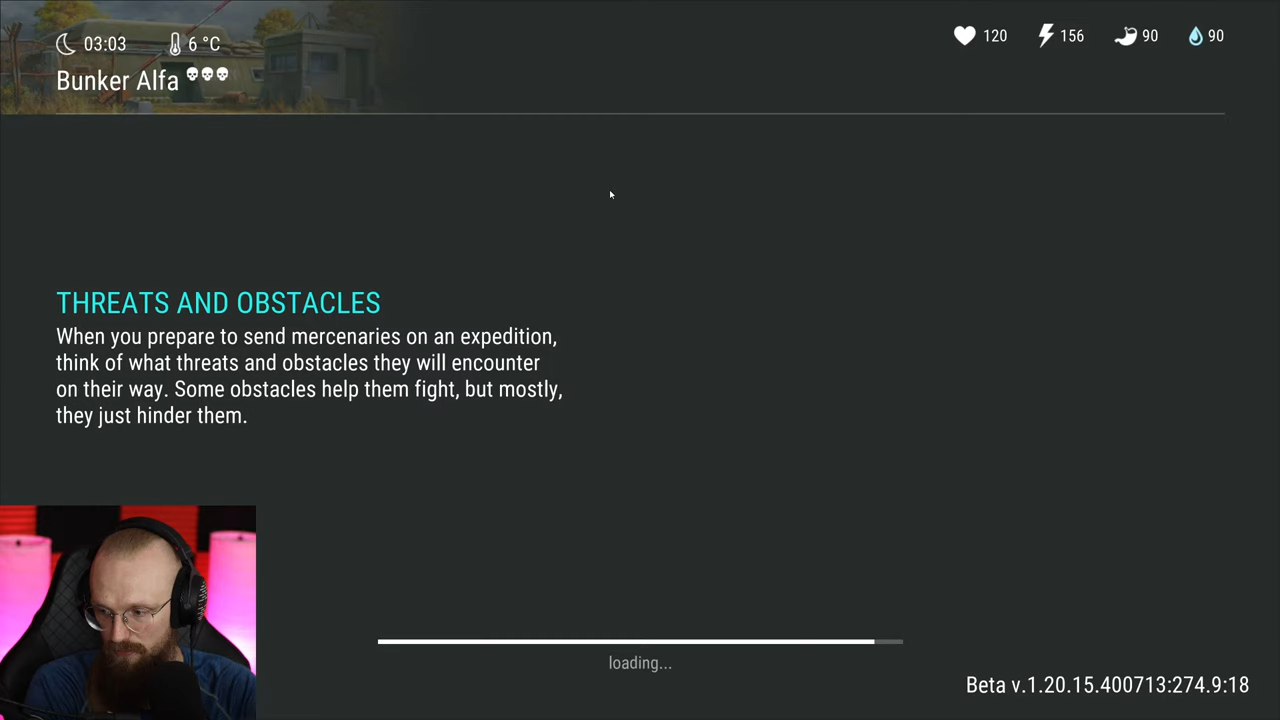 03:03 6 °C
120 156 90 90
Bunker Alfa
THREATS AND OBSTACLES
When you prepare to send mercenaries on an expedition,
think of what threats and obstacles they will encounter
on their way. Some obstacles help them fight, but mostly,
they just hinder them.
loading...
Beta v.1.20.15.400713:274.9:18